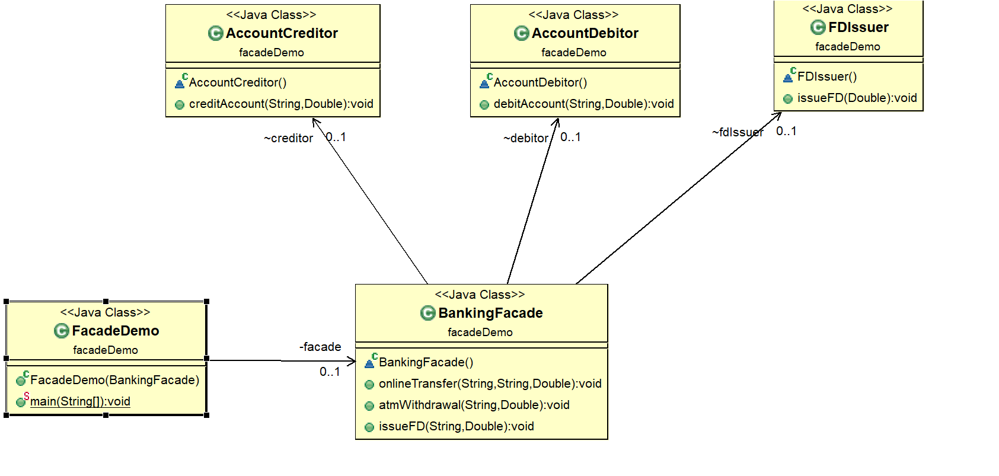 <<Java Class>>
AccountCreditor
facadeDemo
AccountCreditor()
creditAccount(String,Double):void
<<Java Class>>
AccountDebitor
facadeDemo
AccountDebitor()
debitAccount(String,Double):void
<<Java Class>>
FDIssuer
facadeDemo
FDIssuer()
issueFD(Double):void
~creditor
0..1
~debitor
0..1
~fdIssuer
0..1
<<Java Class>>
FacadeDemo
facadeDemo
FacadeDemo(BankingFacade)
main(String[]):void
-facade
0..1
<<Java Class>>
BankingFacade
facadeDemo
BankingFacade()
onlineTransfer(String,String,Double):void
atmWithdrawal(String,Double):void
issueFD(String,Double):void